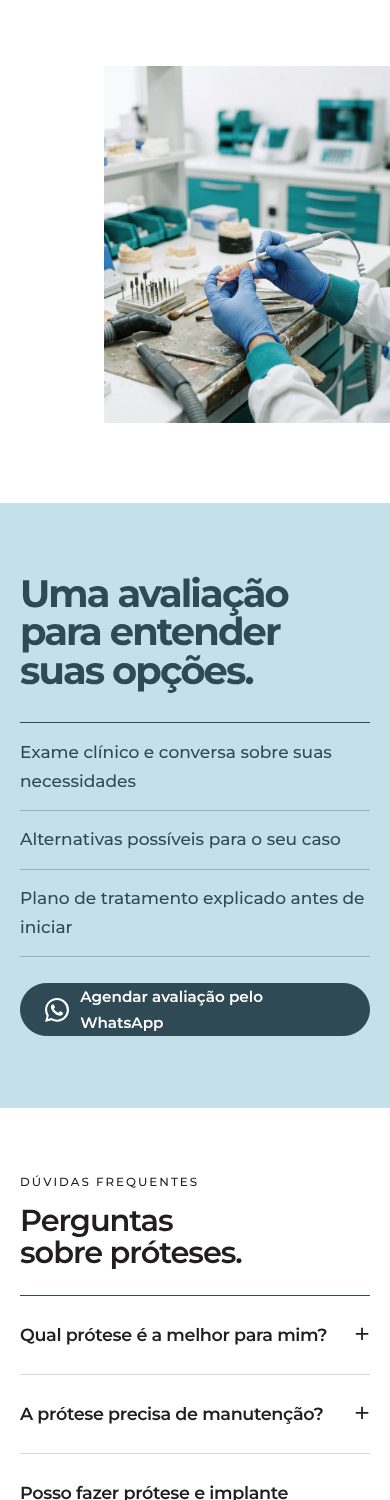 Uma avaliação
para entender
suas opções.
Exame clínico e conversa sobre suas
necessidades
Alternativas possíveis para o seu caso
Plano de tratamento explicado antes de
iniciar
Agendar avaliação pelo
WhatsApp
DÚVIDAS FREQUENTES
Perguntas
sobre próteses.
Qual prótese é a melhor para mim? +
A prótese precisa de manutenção? +
Posso fazer prótese e implante